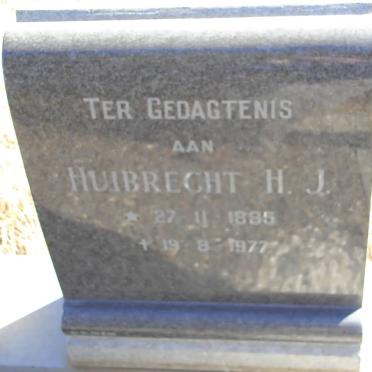 TER GEDAGTENIS
AAN
HUIBRECHT H. J.
* 27 11 1885
† 19 8 1977